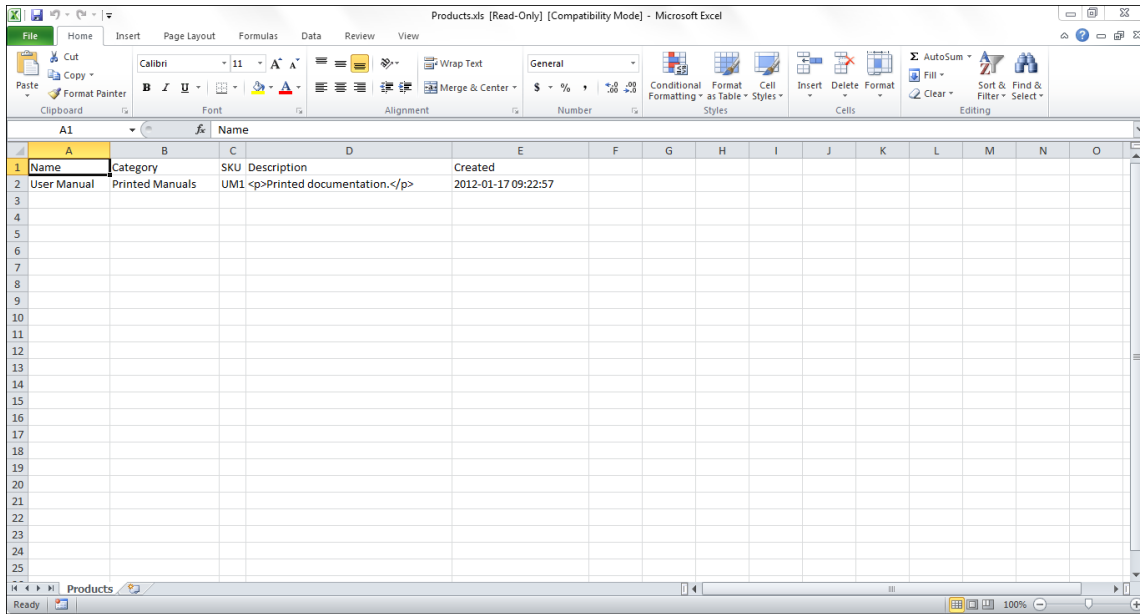 Products.xls [Read-Only] [Compatibility Mode] - Microsoft Excel
File Home Insert Page Layout Formulas Data Review View
Paste
Cut
Copy
Format Painter
Clipboard
Calibri 11
B I U A
Font
Wrap Text
Merge & Center
Alignment
General
$ % , .00 .00
Number
Conditional Formatting
Format as Table
Cell Styles
Styles
Insert Delete Format
Cells
Σ AutoSum
Fill
Clear
Sort & Filter
Find & Select
Editing
A1 fx Name
A B C D E F G H I J K L M N O
1 Name Category SKU Description Created
2 User Manual Printed Manuals UM1 <p>Printed documentation.</p> 2012-01-17 09:22:57
3
4
5
6
7
8
9
10
11
12
13
14
15
16
17
18
19
20
21
22
23
24
25
Products
Ready 100%